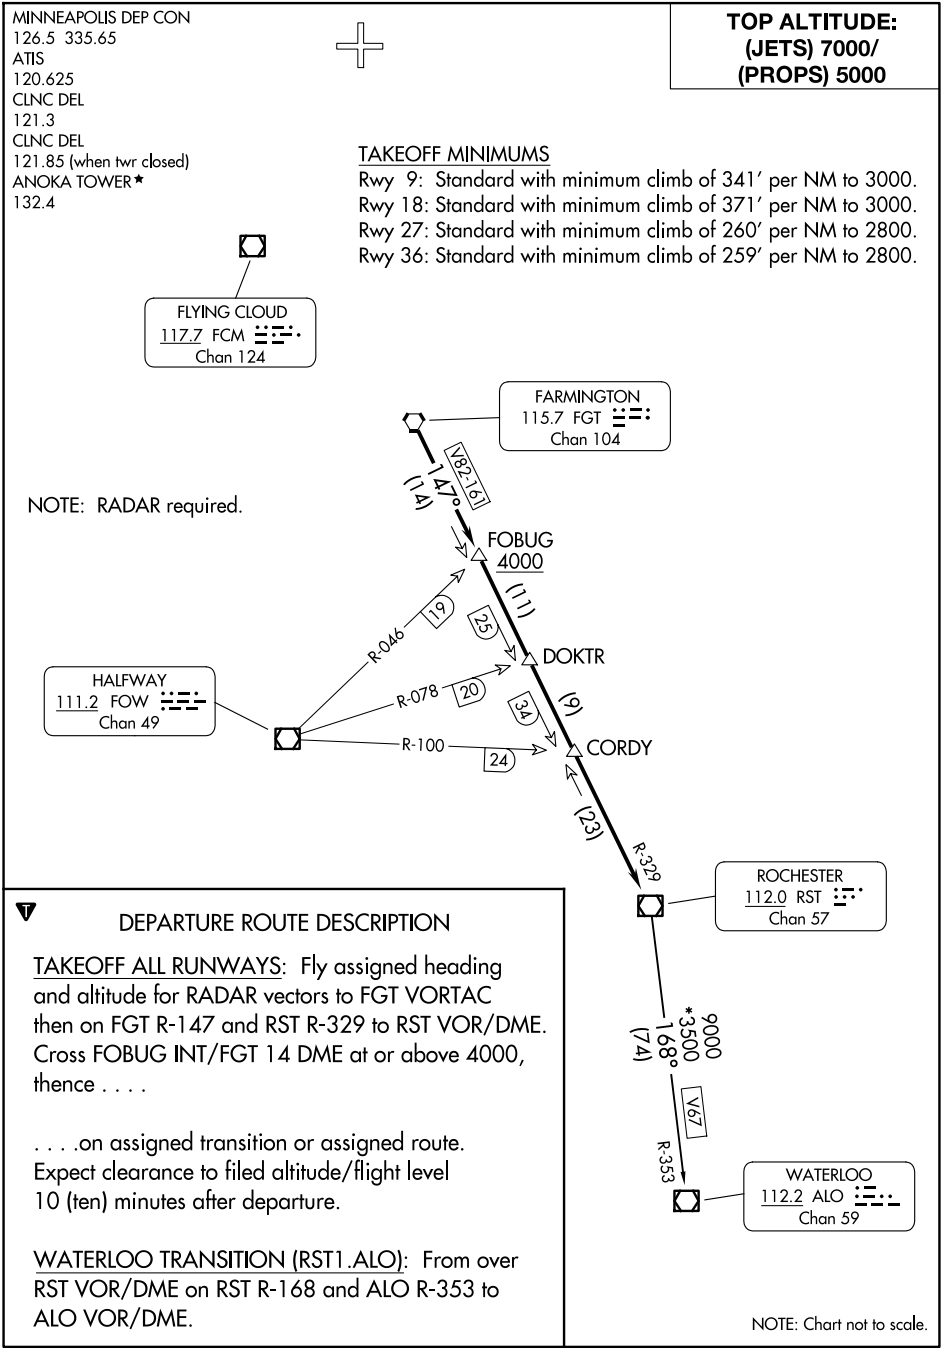 MINNEAPOLIS DEP CON
126.5 335.65
ATIS
120.625
CLNC DEL
121.3
CLNC DEL
121.85 (when twr closed)
ANOKA TOWER★
132.4
TOP ALTITUDE:
(JETS) 7000/
(PROPS) 5000
TAKEOFF MINIMUMS
Rwy 9: Standard with minimum climb of 341' per NM to 3000.
Rwy 18: Standard with minimum climb of 371' per NM to 3000.
Rwy 27: Standard with minimum climb of 260' per NM to 2800.
Rwy 36: Standard with minimum climb of 259' per NM to 2800.
FLYING CLOUD
117.7 FCM
Chan 124
FARMINGTON
115.7 FGT
Chan 104
V82-161
147°
(14)
NOTE: RADAR required.
FOBUG
4000
(11)
19
R-046
25
DOKTR
HALFWAY
111.2 FOW
Chan 49
R-078
20
34
(9)
R-100
24
CORDY
(23)
R-329
ROCHESTER
112.0 RST
Chan 57
9000
*3500
168°
(74)
V67
R-353
WATERLOO
112.2 ALO
Chan 59
T
DEPARTURE ROUTE DESCRIPTION
TAKEOFF ALL RUNWAYS: Fly assigned heading
and altitude for RADAR vectors to FGT VORTAC
then on FGT R-147 and RST R-329 to RST VOR/DME.
Cross FOBUG INT/FGT 14 DME at or above 4000,
thence . . . .
. . . .on assigned transition or assigned route.
Expect clearance to filed altitude/flight level
10 (ten) minutes after departure.
WATERLOO TRANSITION (RST1.ALO): From over
RST VOR/DME on RST R-168 and ALO R-353 to
ALO VOR/DME.
NOTE: Chart not to scale.